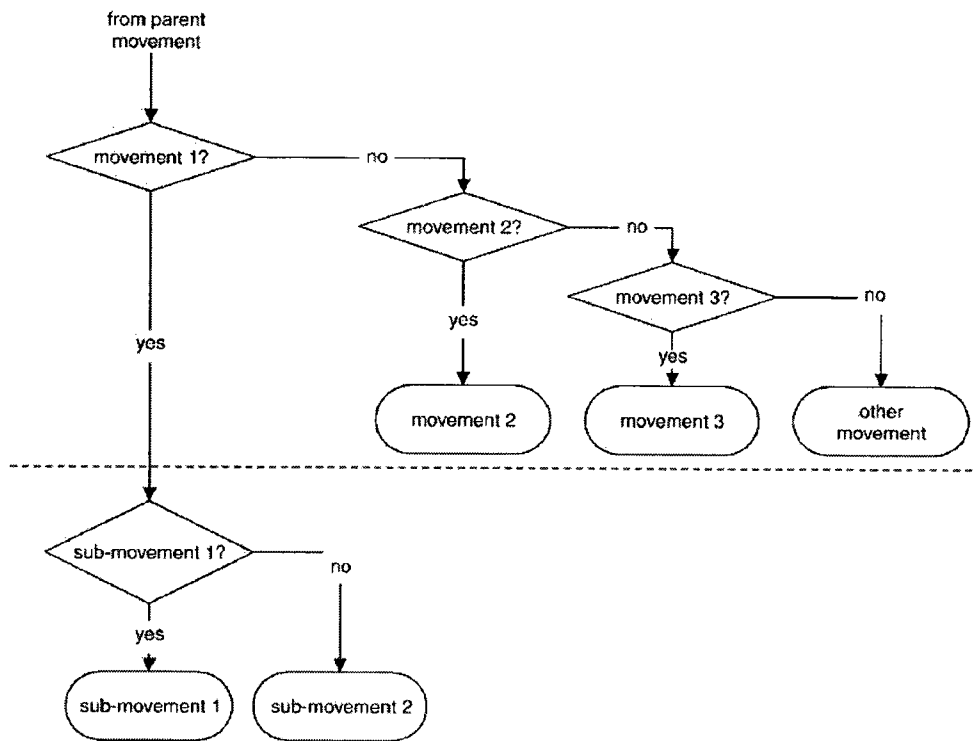 from parent
movement
movement 1?
no
movement 2?
no
movement 3?
no
yes
yes
yes
movement 2
movement 3
other
movement
sub-movement 1?
no
yes
sub-movement 1
sub-movement 2